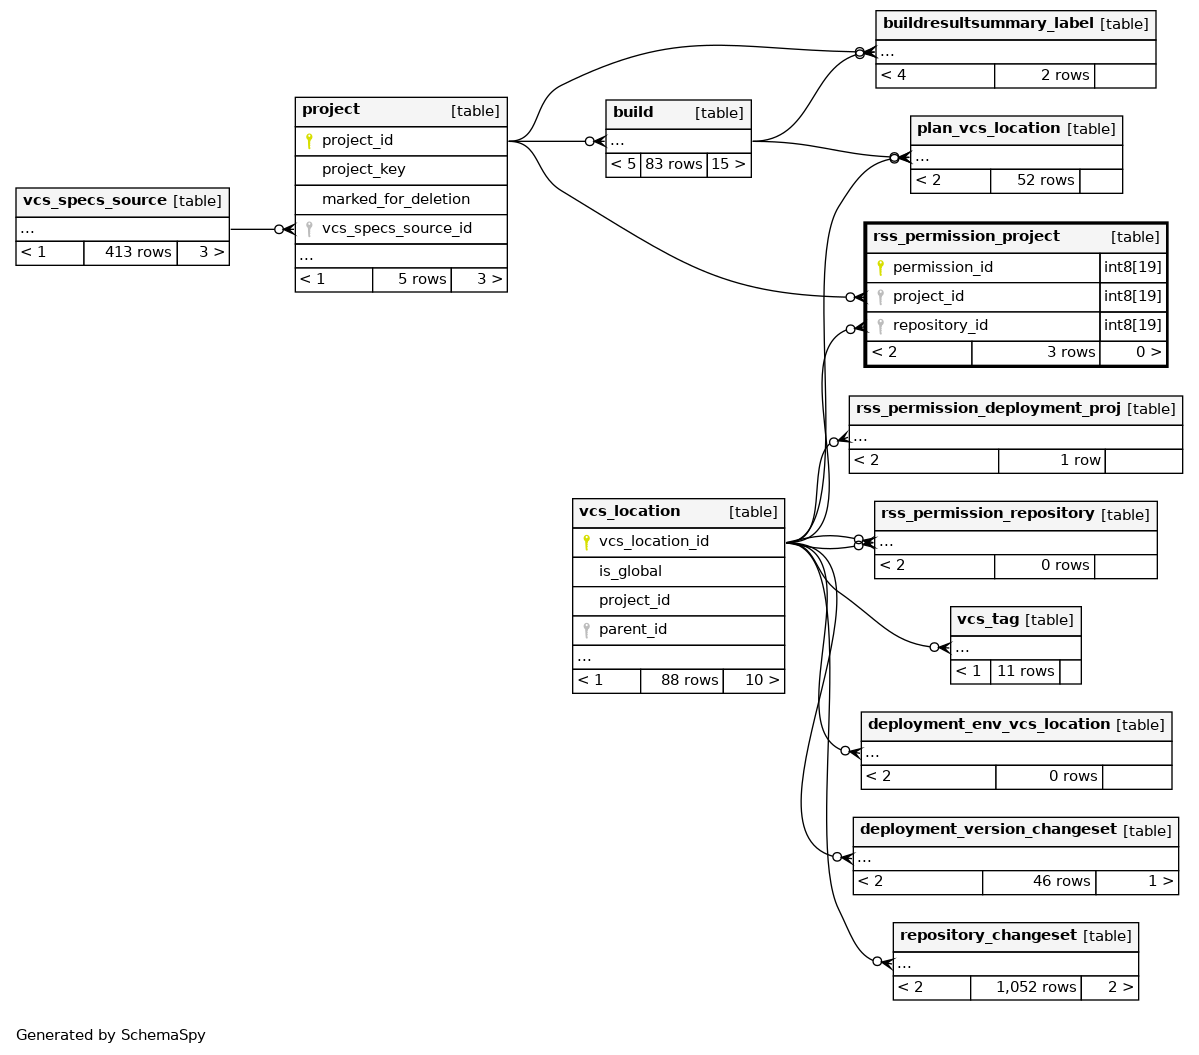 buildresultsummary_label [table]
...
< 4 2 rows
project [table]
project_id
project_key
marked_for_deletion
vcs_specs_source_id
...
< 1 5 rows 3 >
build [table]
...
< 5 83 rows 15 >
plan_vcs_location [table]
...
< 2 52 rows
vcs_specs_source [table]
...
< 1 413 rows 3 >
rss_permission_project [table]
permission_id int8[19]
project_id int8[19]
repository_id int8[19]
< 2 3 rows 0 >
rss_permission_deployment_proj [table]
...
< 2 1 row
vcs_location [table]
vcs_location_id
is_global
project_id
parent_id
...
< 1 88 rows 10 >
rss_permission_repository [table]
...
< 2 0 rows
vcs_tag [table]
...
< 1 11 rows
deployment_env_vcs_location [table]
...
< 2 0 rows
deployment_version_changeset [table]
...
< 2 46 rows 1 >
repository_changeset [table]
...
< 2 1,052 rows 2 >
Generated by SchemaSpy